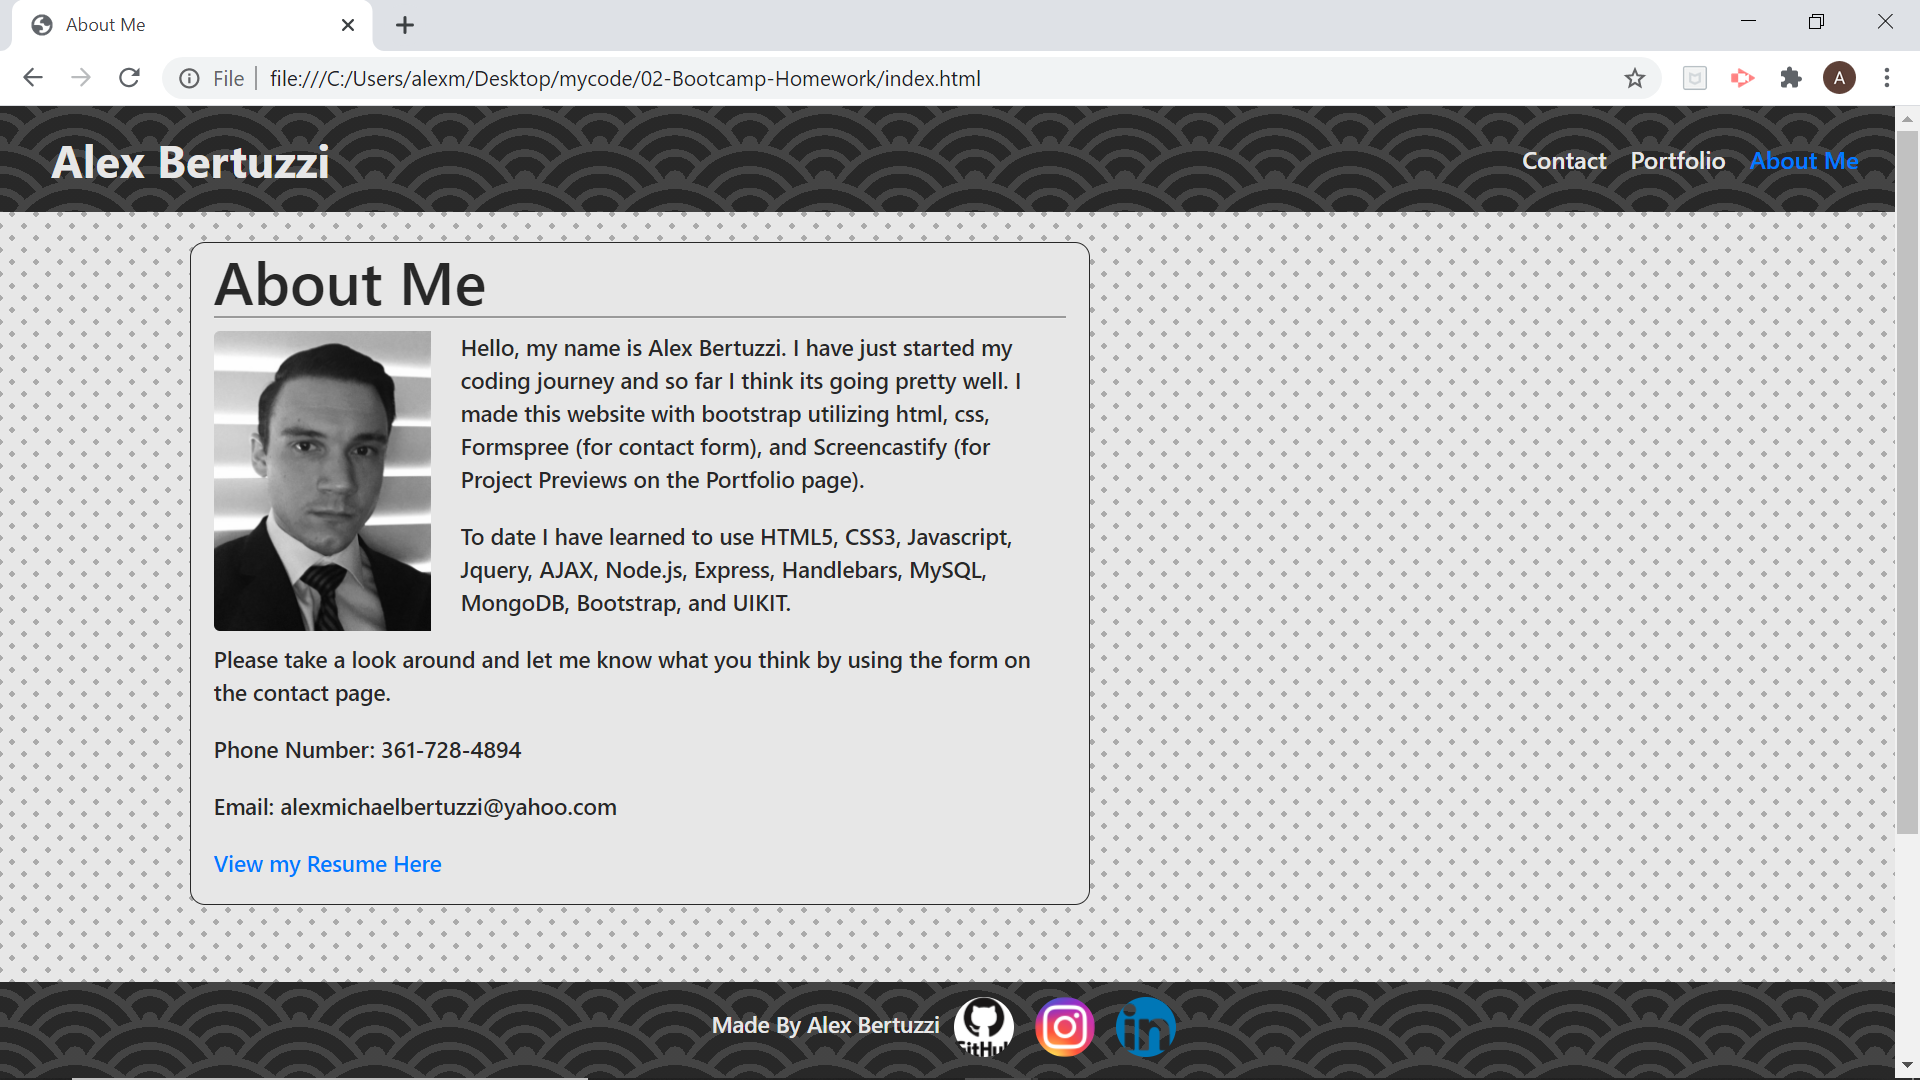 About Me
File
file:///C:/Users/alexm/Desktop/mycode/02-Bootcamp-Homework/index.html
A
Alex Bertuzzi
Contact Portfolio About Me
About Me
Hello, my name is Alex Bertuzzi. I have just started my
coding journey and so far I think its going pretty well. I
made this website with bootstrap utilizing html, css,
Formspree (for contact form), and Screencastify (for
Project Previews on the Portfolio page).
To date I have learned to use HTML5, CSS3, Javascript,
Jquery, AJAX, Node.js, Express, Handlebars, MySQL,
MongoDB, Bootstrap, and UIKIT.
Please take a look around and let me know what you think by using the form on
the contact page.
Phone Number: 361-728-4894
Email: alexmichaelbertuzzi@yahoo.com
View my Resume Here
Made By Alex Bertuzzi
GitHub
in